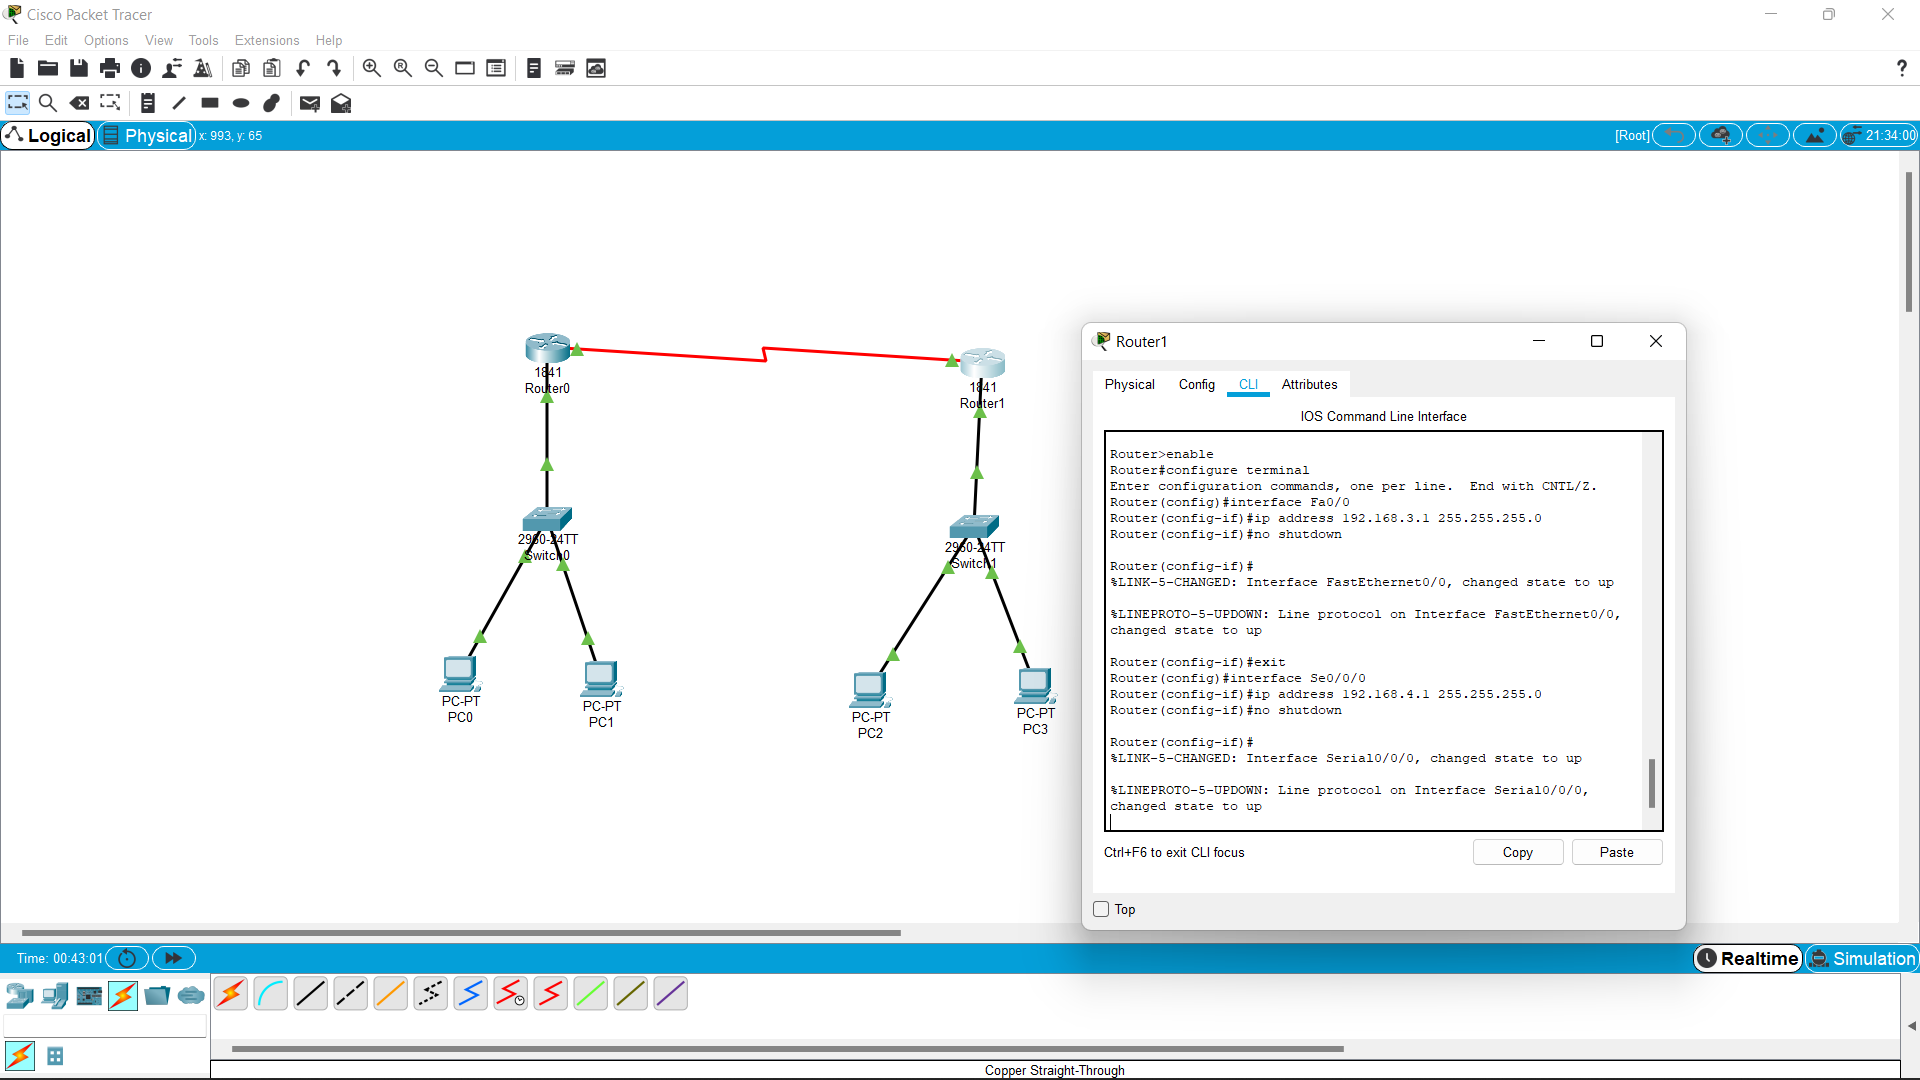 Cisco Packet Tracer
File Edit Options View Tools Extensions Help
?
Logical Physical x: 993, y: 65 [Root] 21:34:00
1841
Router0
1841
Router1
2960-24TT
Switch0
2960-24TT
Switch1
PC-PT
PC0
PC-PT
PC1
PC-PT
PC2
PC-PT
PC3
Router1
Physical Config CLI Attributes
IOS Command Line Interface
Router>enable
Router#configure terminal
Enter configuration commands, one per line.  End with CNTL/Z.
Router(config)#interface Fa0/0
Router(config-if)#ip address 192.168.3.1 255.255.255.0
Router(config-if)#no shutdown
Router(config-if)#
%LINK-5-CHANGED: Interface FastEthernet0/0, changed state to up
%LINEPROTO-5-UPDOWN: Line protocol on Interface FastEthernet0/0,
changed state to up
Router(config-if)#exit
Router(config)#interface Se0/0/0
Router(config-if)#ip address 192.168.4.1 255.255.255.0
Router(config-if)#no shutdown
Router(config-if)#
%LINK-5-CHANGED: Interface Serial0/0/0, changed state to up
%LINEPROTO-5-UPDOWN: Line protocol on Interface Serial0/0/0,
changed state to up
Ctrl+F6 to exit CLI focus
Copy Paste
Top
Time: 00:43:01
Realtime Simulation
Copper Straight-Through